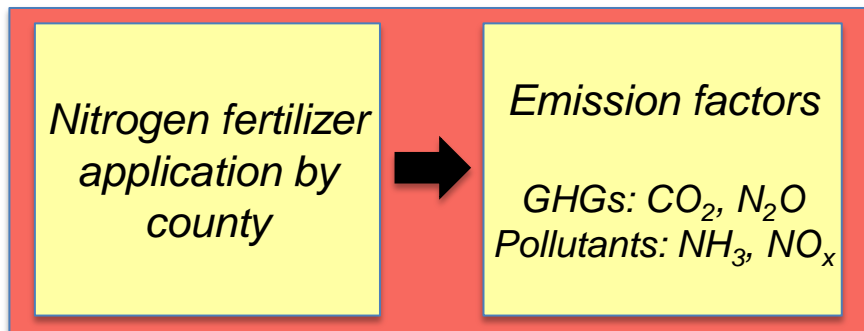 Nitrogen fertilizer
application by
county
Emission factors
GHGs: CO₂, N₂O
Pollutants: NH₃, NOₓ